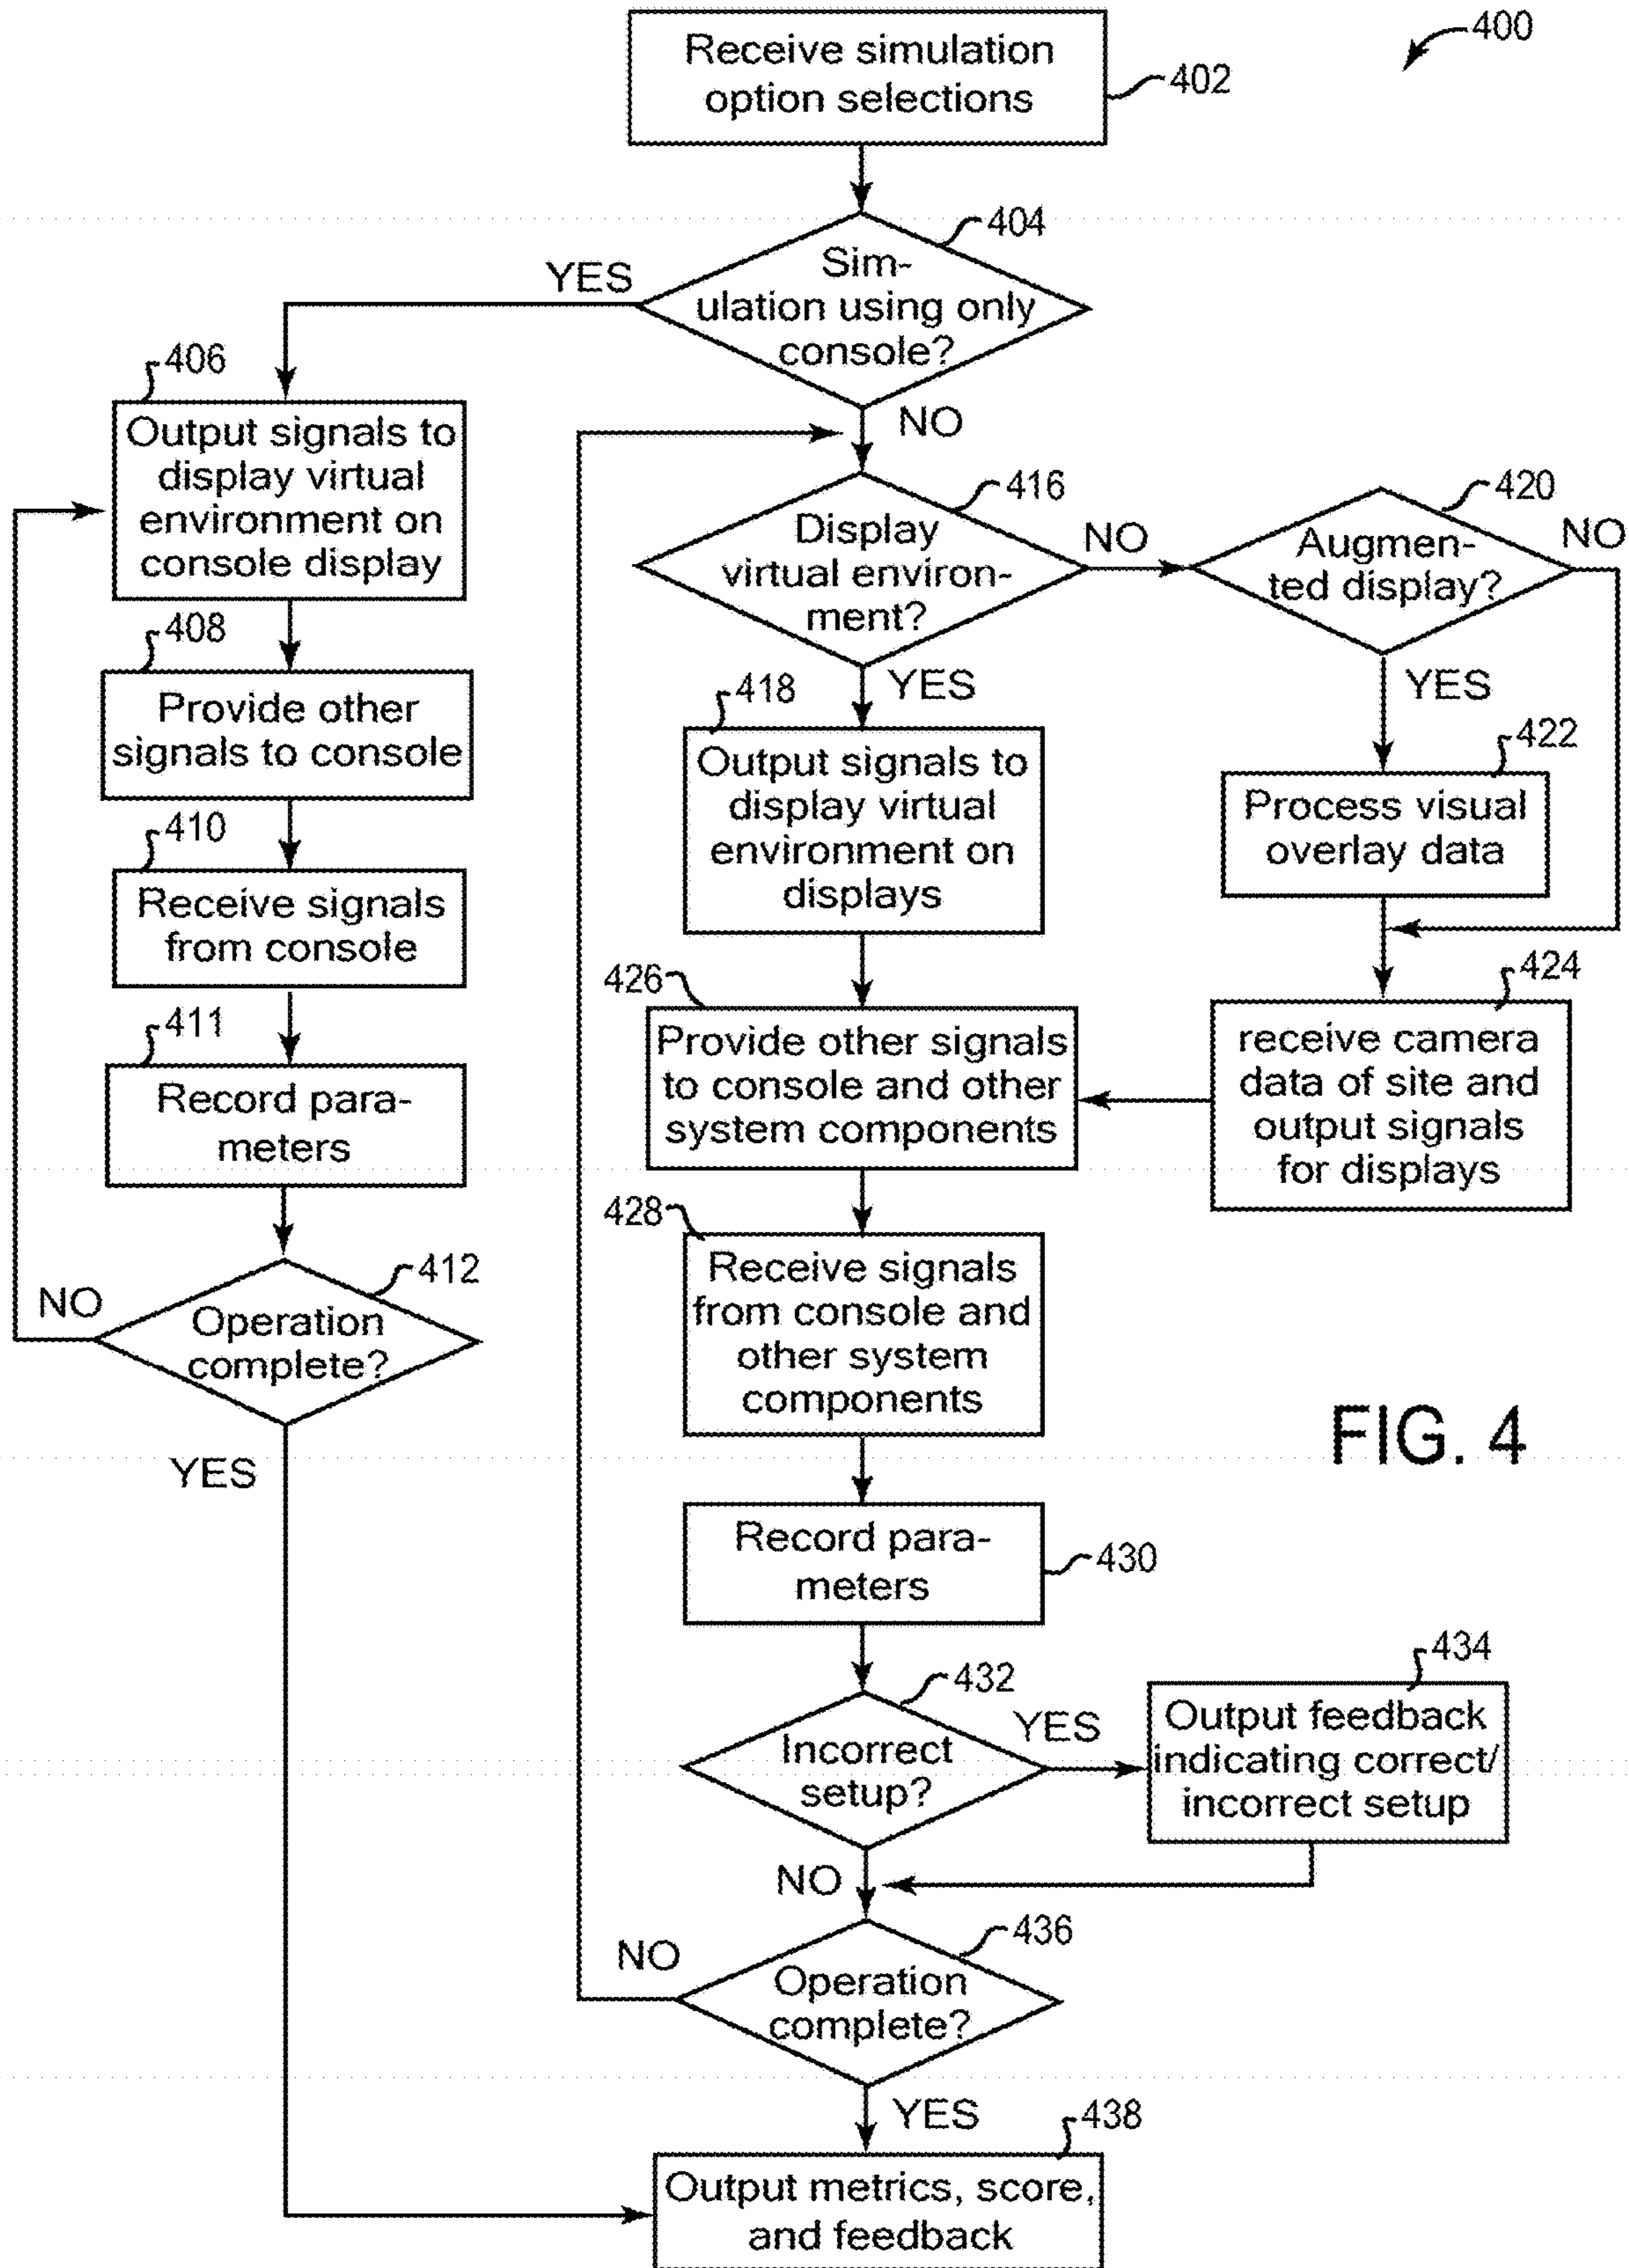 400
Receive simulation
option selections
402
404
Sim-
ulation using only
console?
YES
NO
406
Output signals to
display virtual
environment on
console display
408
Provide other
signals to console
410
Receive signals
from console
411
Record para-
meters
412
Operation
complete?
NO
YES
416
Display
virtual environ-
ment?
NO
YES
420
Augmen-
ted display?
NO
YES
418
Output signals to
display virtual
environment on
displays
422
Process visual
overlay data
424
receive camera
data of site and
output signals
for displays
426
Provide other signals
to console and other
system components
428
Receive signals
from console and
other system
components
FIG. 4
430
Record para-
meters
432
Incorrect
setup?
YES
NO
434
Output feedback
indicating correct/
incorrect setup
436
Operation
complete?
NO
YES
438
Output metrics, score,
and feedback